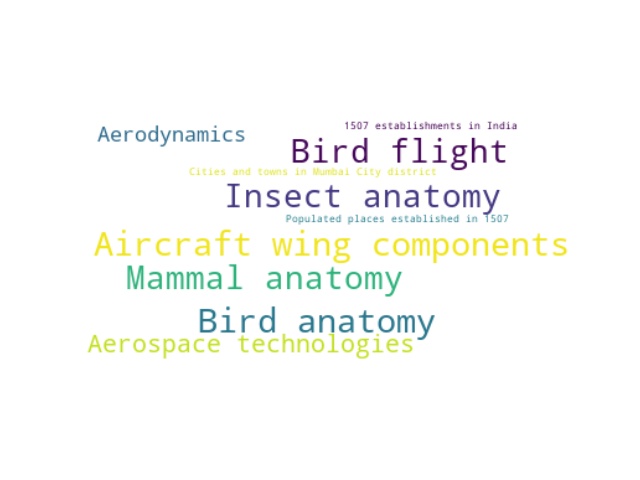 1507 establishments in India
Aerodynamics
Bird flight
Cities and towns in Mumbai City district
Insect anatomy
Populated places established in 1507
Aircraft wing components
Mammal anatomy
Bird anatomy
Aerospace technologies